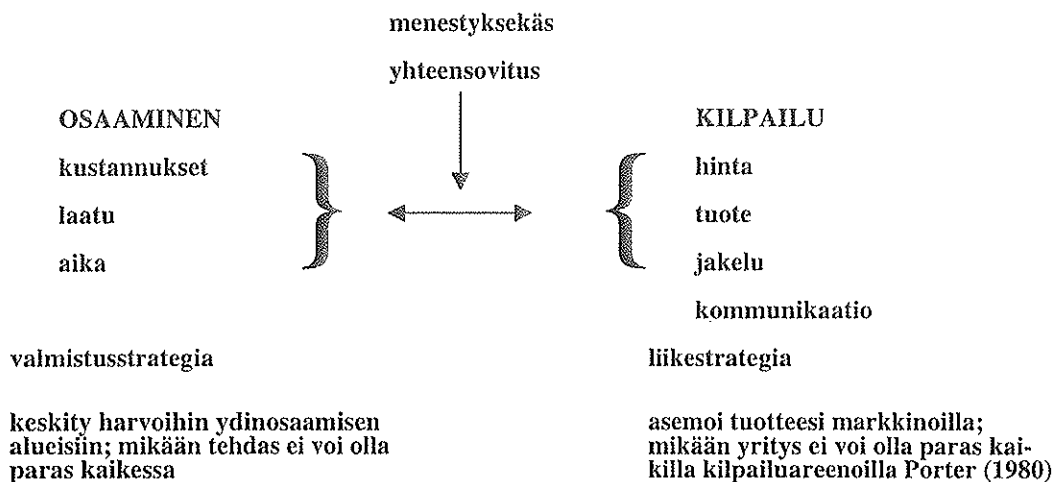 menestyksekäs
yhteensovitus
OSAAMINEN
kustannukset
laatu
aika
KILPAILU
hinta
tuote
jakelu
kommunikaatio
valmistusstrategia
keskity harvoihin ydinosaamisen
alueisiin; mikään tehdas ei voi olla
paras kaikessa
liikestrategia
asemoi tuotteesi markkinoilla;
mikään yritys ei voi olla paras kai-
killa kilpailuareenoilla Porter (1980)